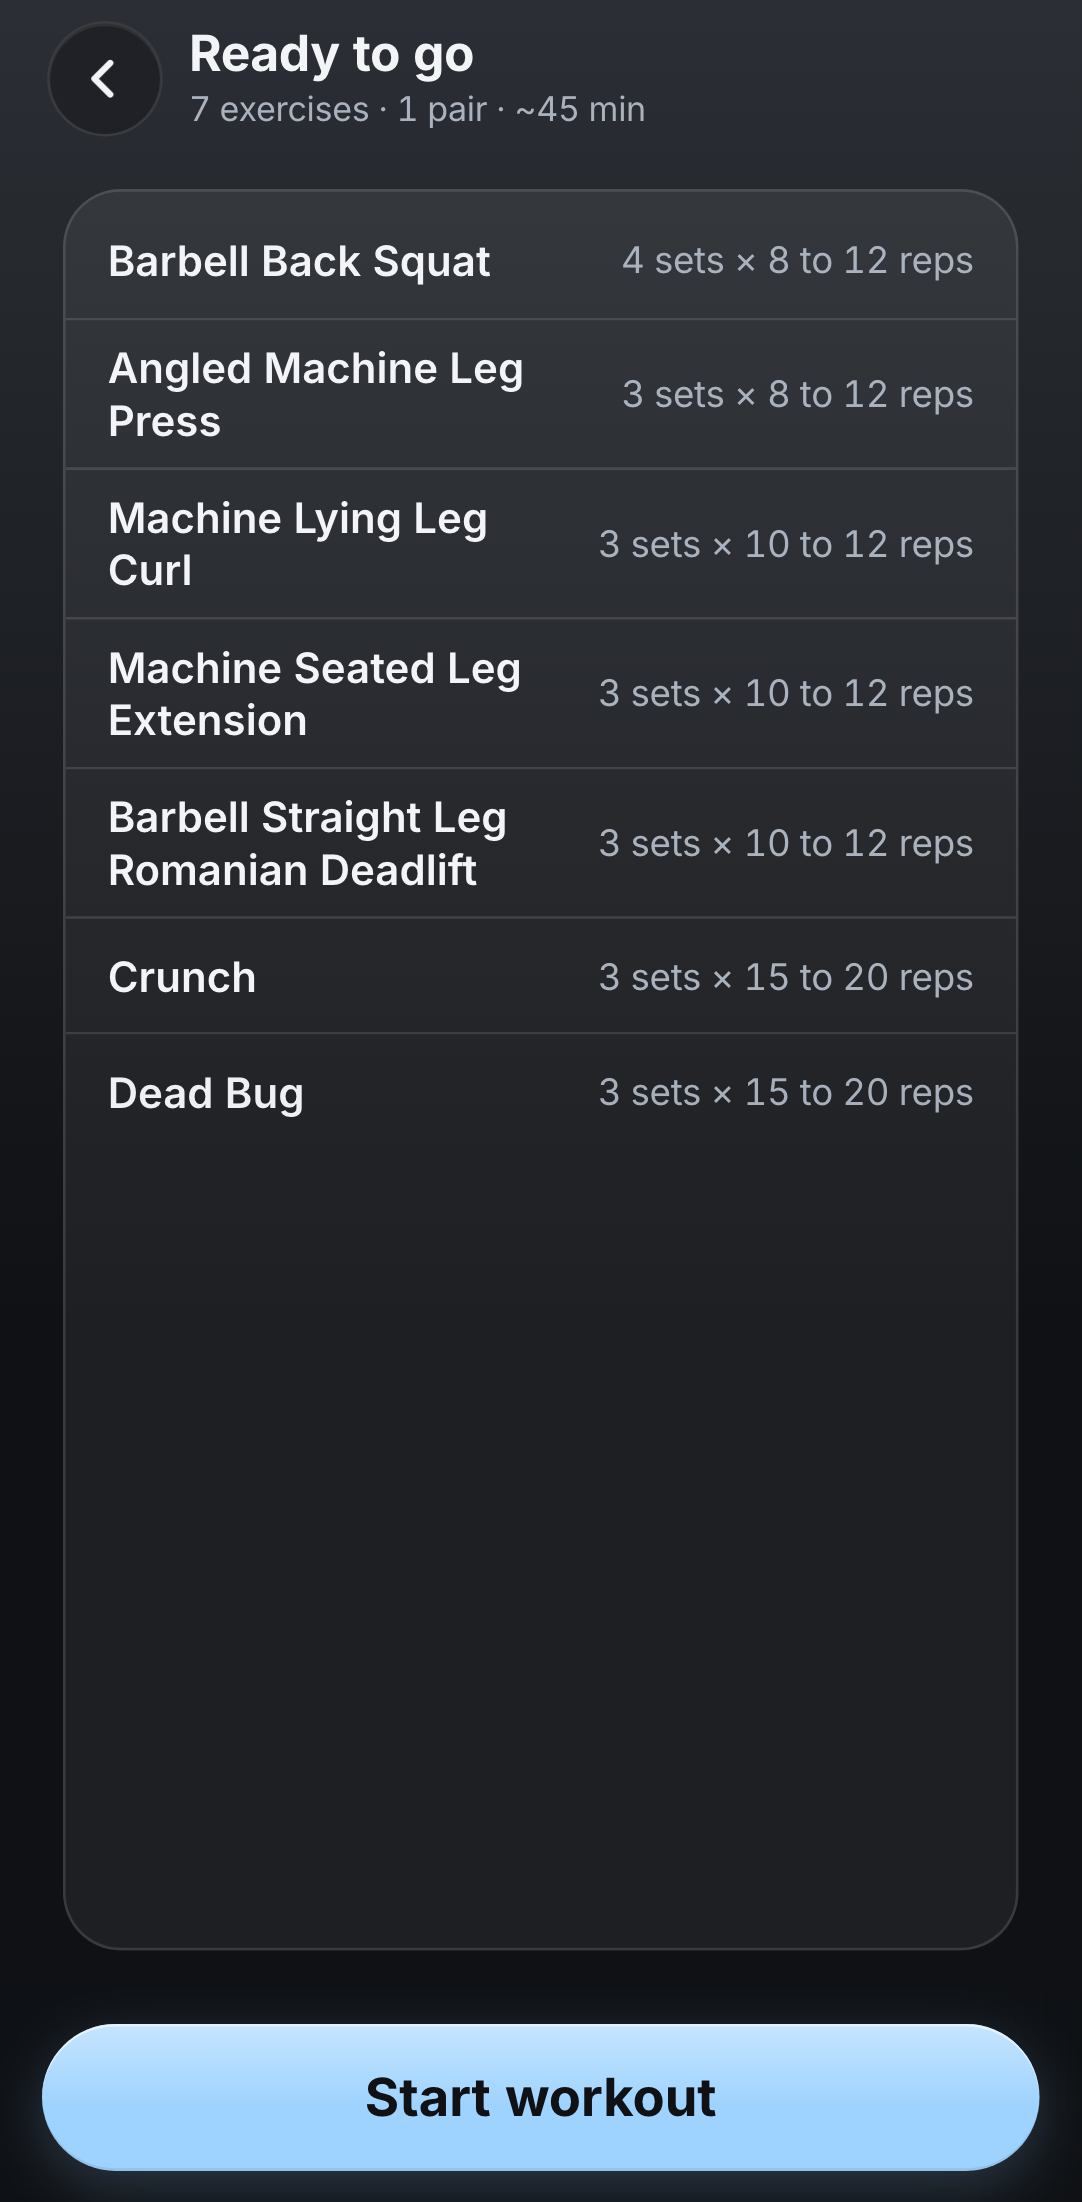 Ready to go
7 exercises · 1 pair · ~45 min
Barbell Back Squat
4 sets × 8 to 12 reps
Angled Machine Leg
Press
3 sets × 8 to 12 reps
Machine Lying Leg
Curl
3 sets × 10 to 12 reps
Machine Seated Leg
Extension
3 sets × 10 to 12 reps
Barbell Straight Leg
Romanian Deadlift
3 sets × 10 to 12 reps
Crunch
3 sets × 15 to 20 reps
Dead Bug
3 sets × 15 to 20 reps
Start workout